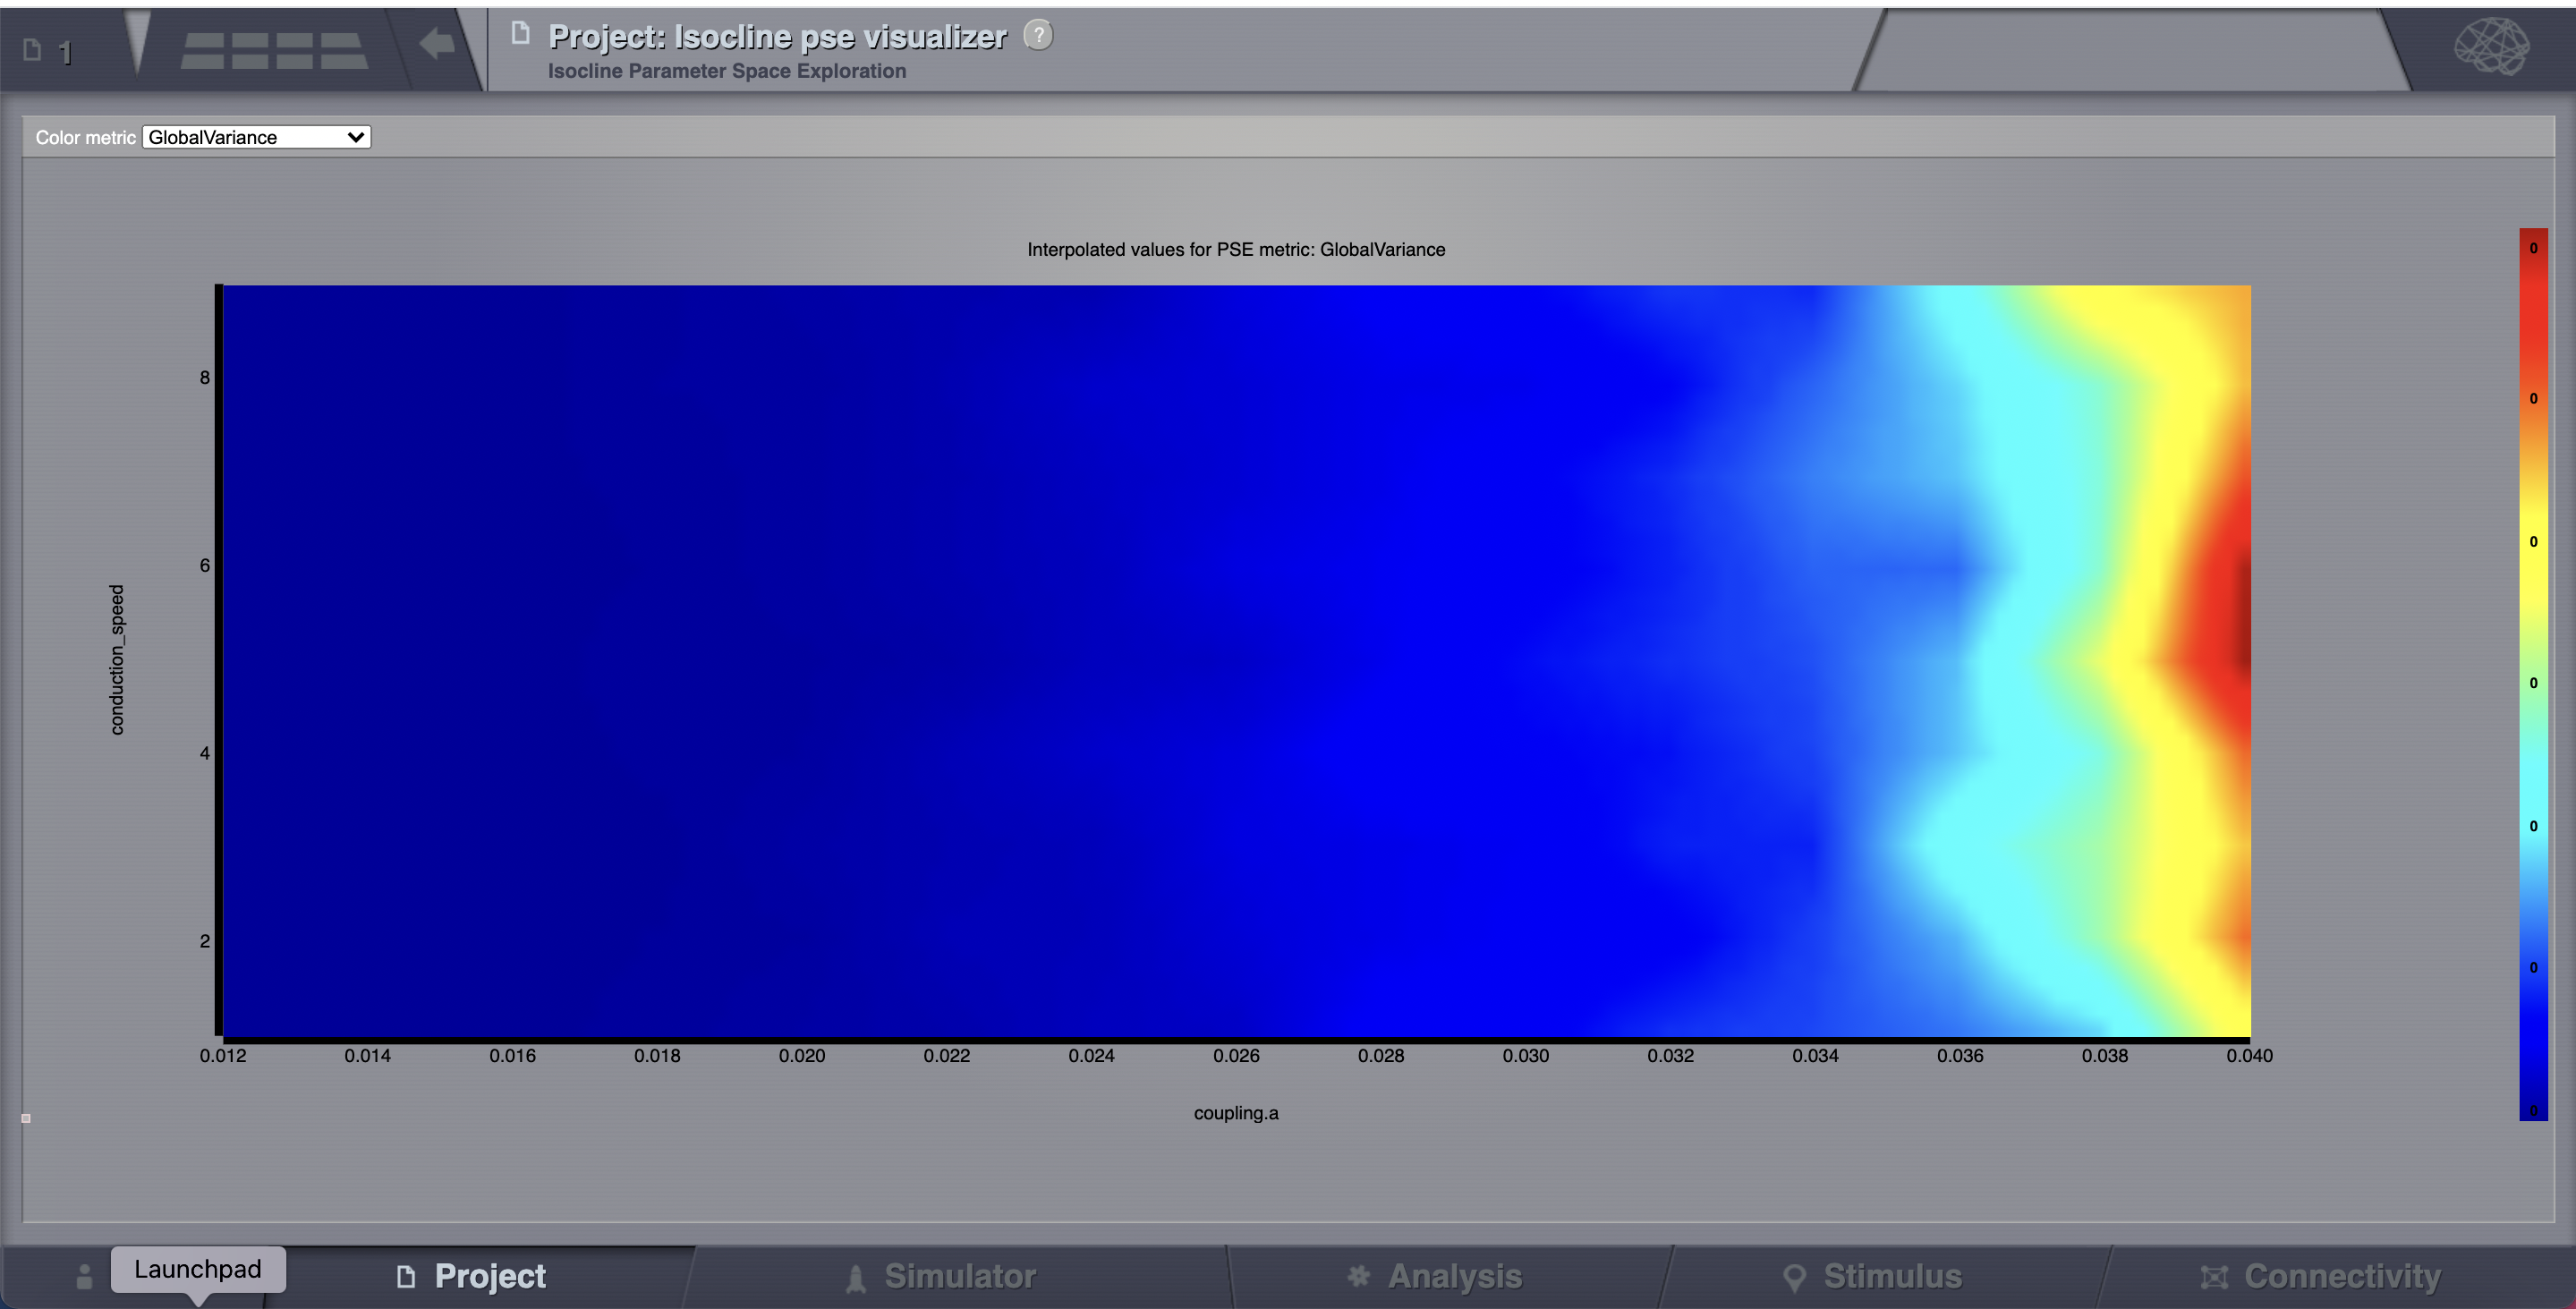 1
Project: Isocline pse visualizer ?
Isocline Parameter Space Exploration
Color metric GlobalVariance
Interpolated values for PSE metric: GlobalVariance
0
0
0
0
0
0
0
8
6
4
2
conduction_speed
0.012 0.014 0.016 0.018 0.020 0.022 0.024 0.026 0.028 0.030 0.032 0.034 0.036 0.038 0.040
coupling.a
Launchpad
Project
Simulator
Analysis
Stimulus
Connectivity